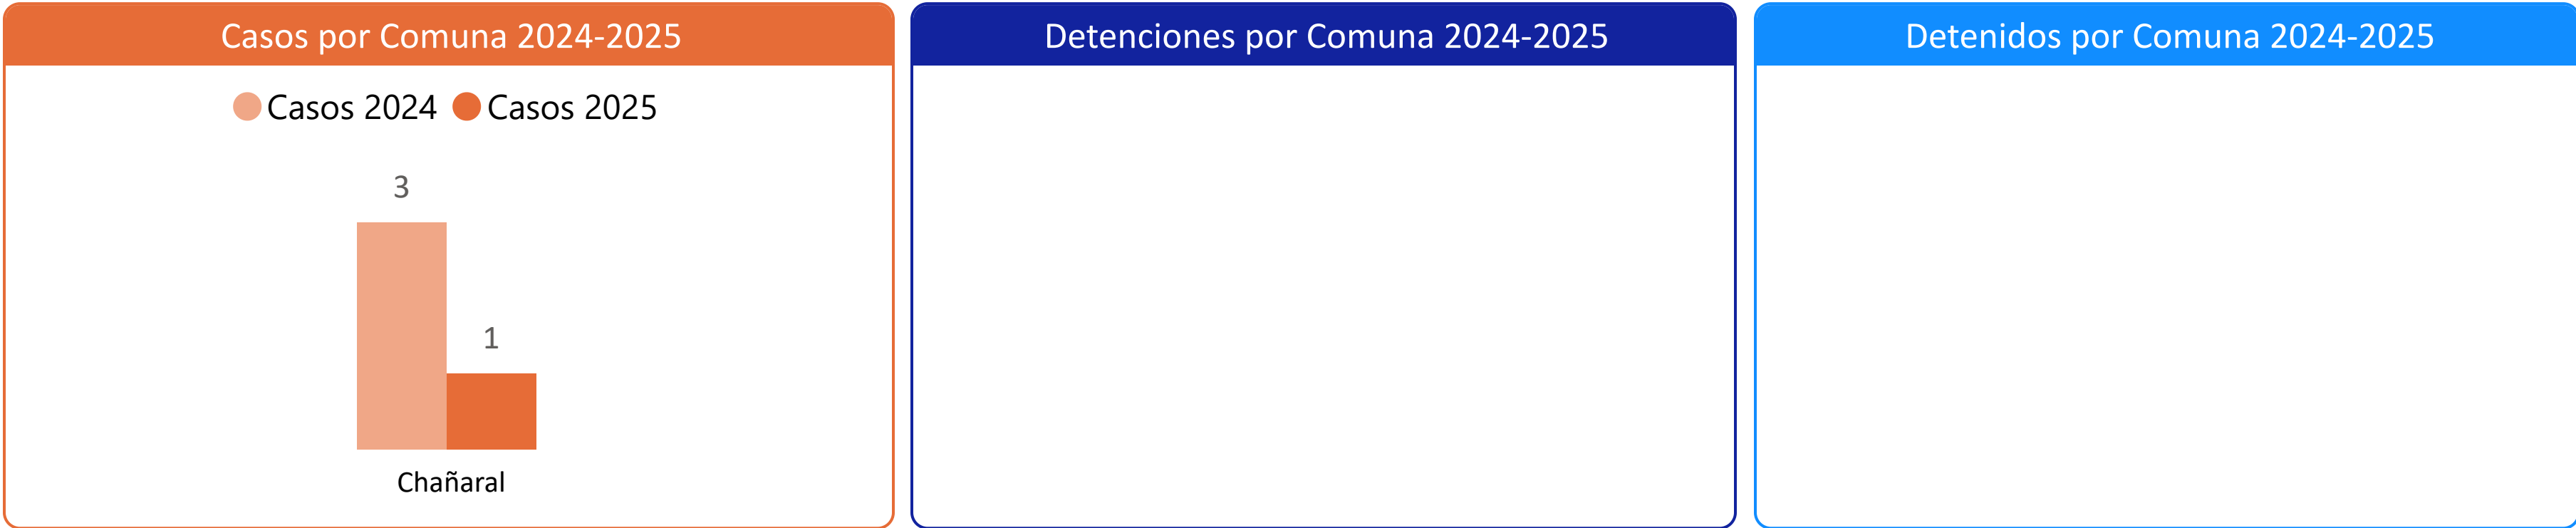 Casos por Comuna 2024-2025
Casos 2024 Casos 2025
3
1
Chañaral
Detenciones por Comuna 2024-2025
Detenidos por Comuna 2024-2025